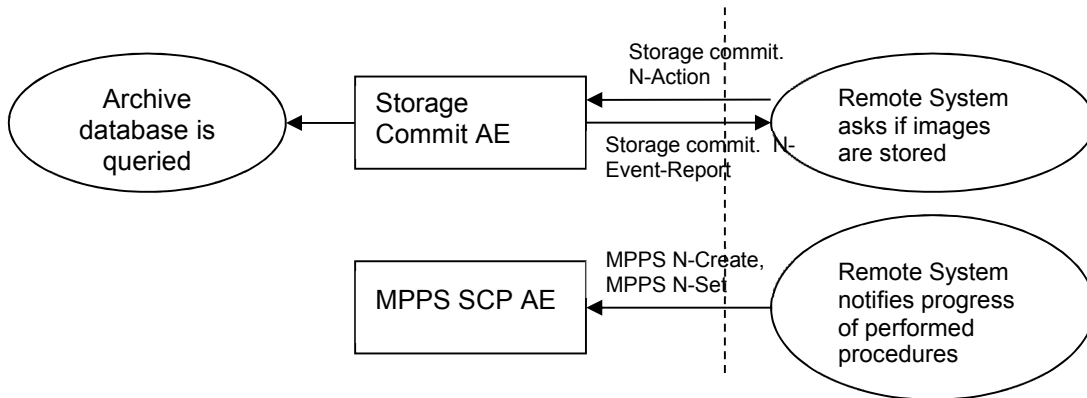 Archive
database is
queried
Storage
Commit AE
Storage commit.
N-Action
Storage commit. N-
Event-Report
Remote System
asks if images
are stored
MPPS SCP AE
MPPS N-Create,
MPPS N-Set
Remote System
notifies progress
of performed
procedures